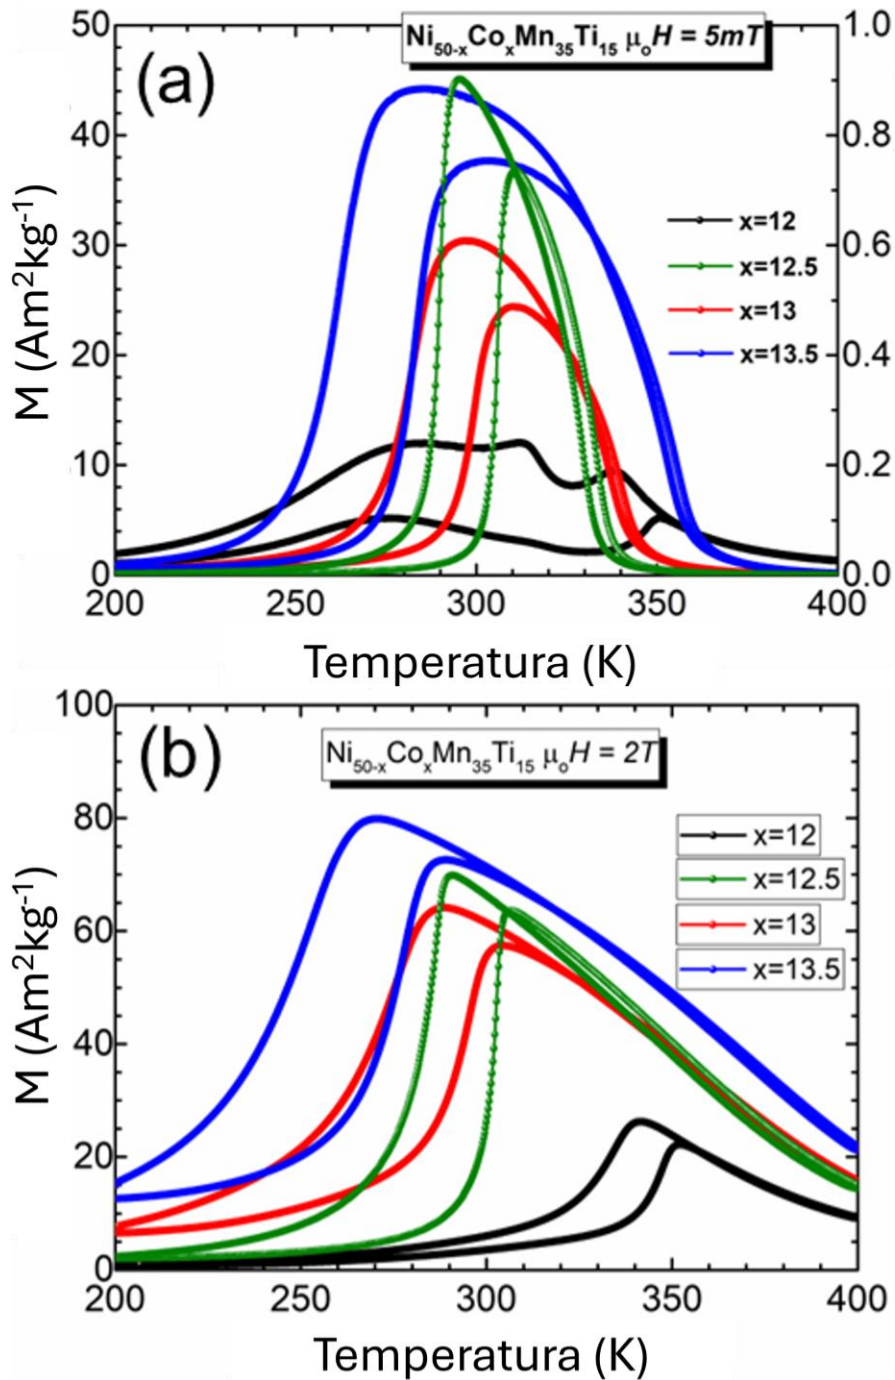 (a)
Ni50-xCoxMn35Ti15 μoH = 5mT
M (Am²kg⁻¹)
50
40
30
20
10
0
1.0
0.8
0.6
0.4
0.2
0.0
x=12
x=12.5
x=13
x=13.5
200 250 300 350 400
Temperatura (K)
(b)
Ni50-xCoxMn35Ti15 μoH = 2T
M (Am²kg⁻¹)
100
80
60
40
20
0
x=12
x=12.5
x=13
x=13.5
200 250 300 350 400
Temperatura (K)